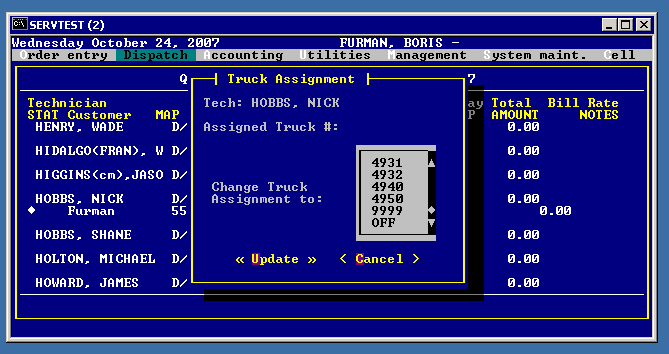 SERVTEST (2)
Wednesday October 24, 2007 FURMAN, BORIS -
Order entry Dispatch Accounting Utilities Management System maint. Cell
Q Truck Assignment 7
Technician Tech: HOBBS, NICK ay Total Bill Rate
STAT Customer MAP P AMOUNT NOTES
HENRY, WADE D/ Assigned Truck #: 0.00
HIDALGO(FRAN), W D/ 0.00
4931
HIGGINS(cm),JASO D/ 4932 0.00
Change Truck 4940
HOBBS, NICK D/ Assignment to: 4950 0.00
Furman 55 9999 0.00
OFF
HOBBS, SHANE D/ 0.00
HOLTON, MICHAEL D/ « Update » < Cancel > 0.00
HOWARD, JAMES D/ 0.00